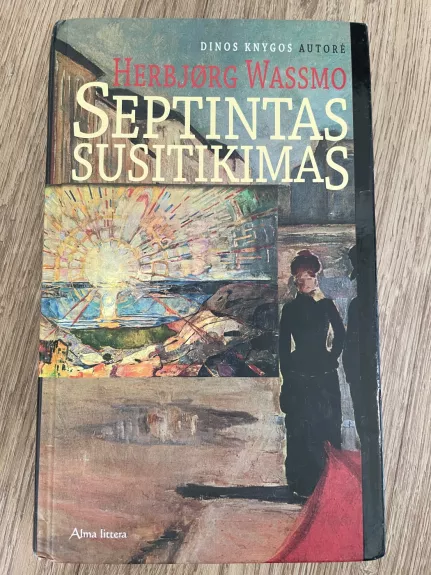 DINOS KNYGOS AUTORĖ
HERBJØRG WASSMO
SEPTINTAS
SUSITIKIMAS
Alma littera